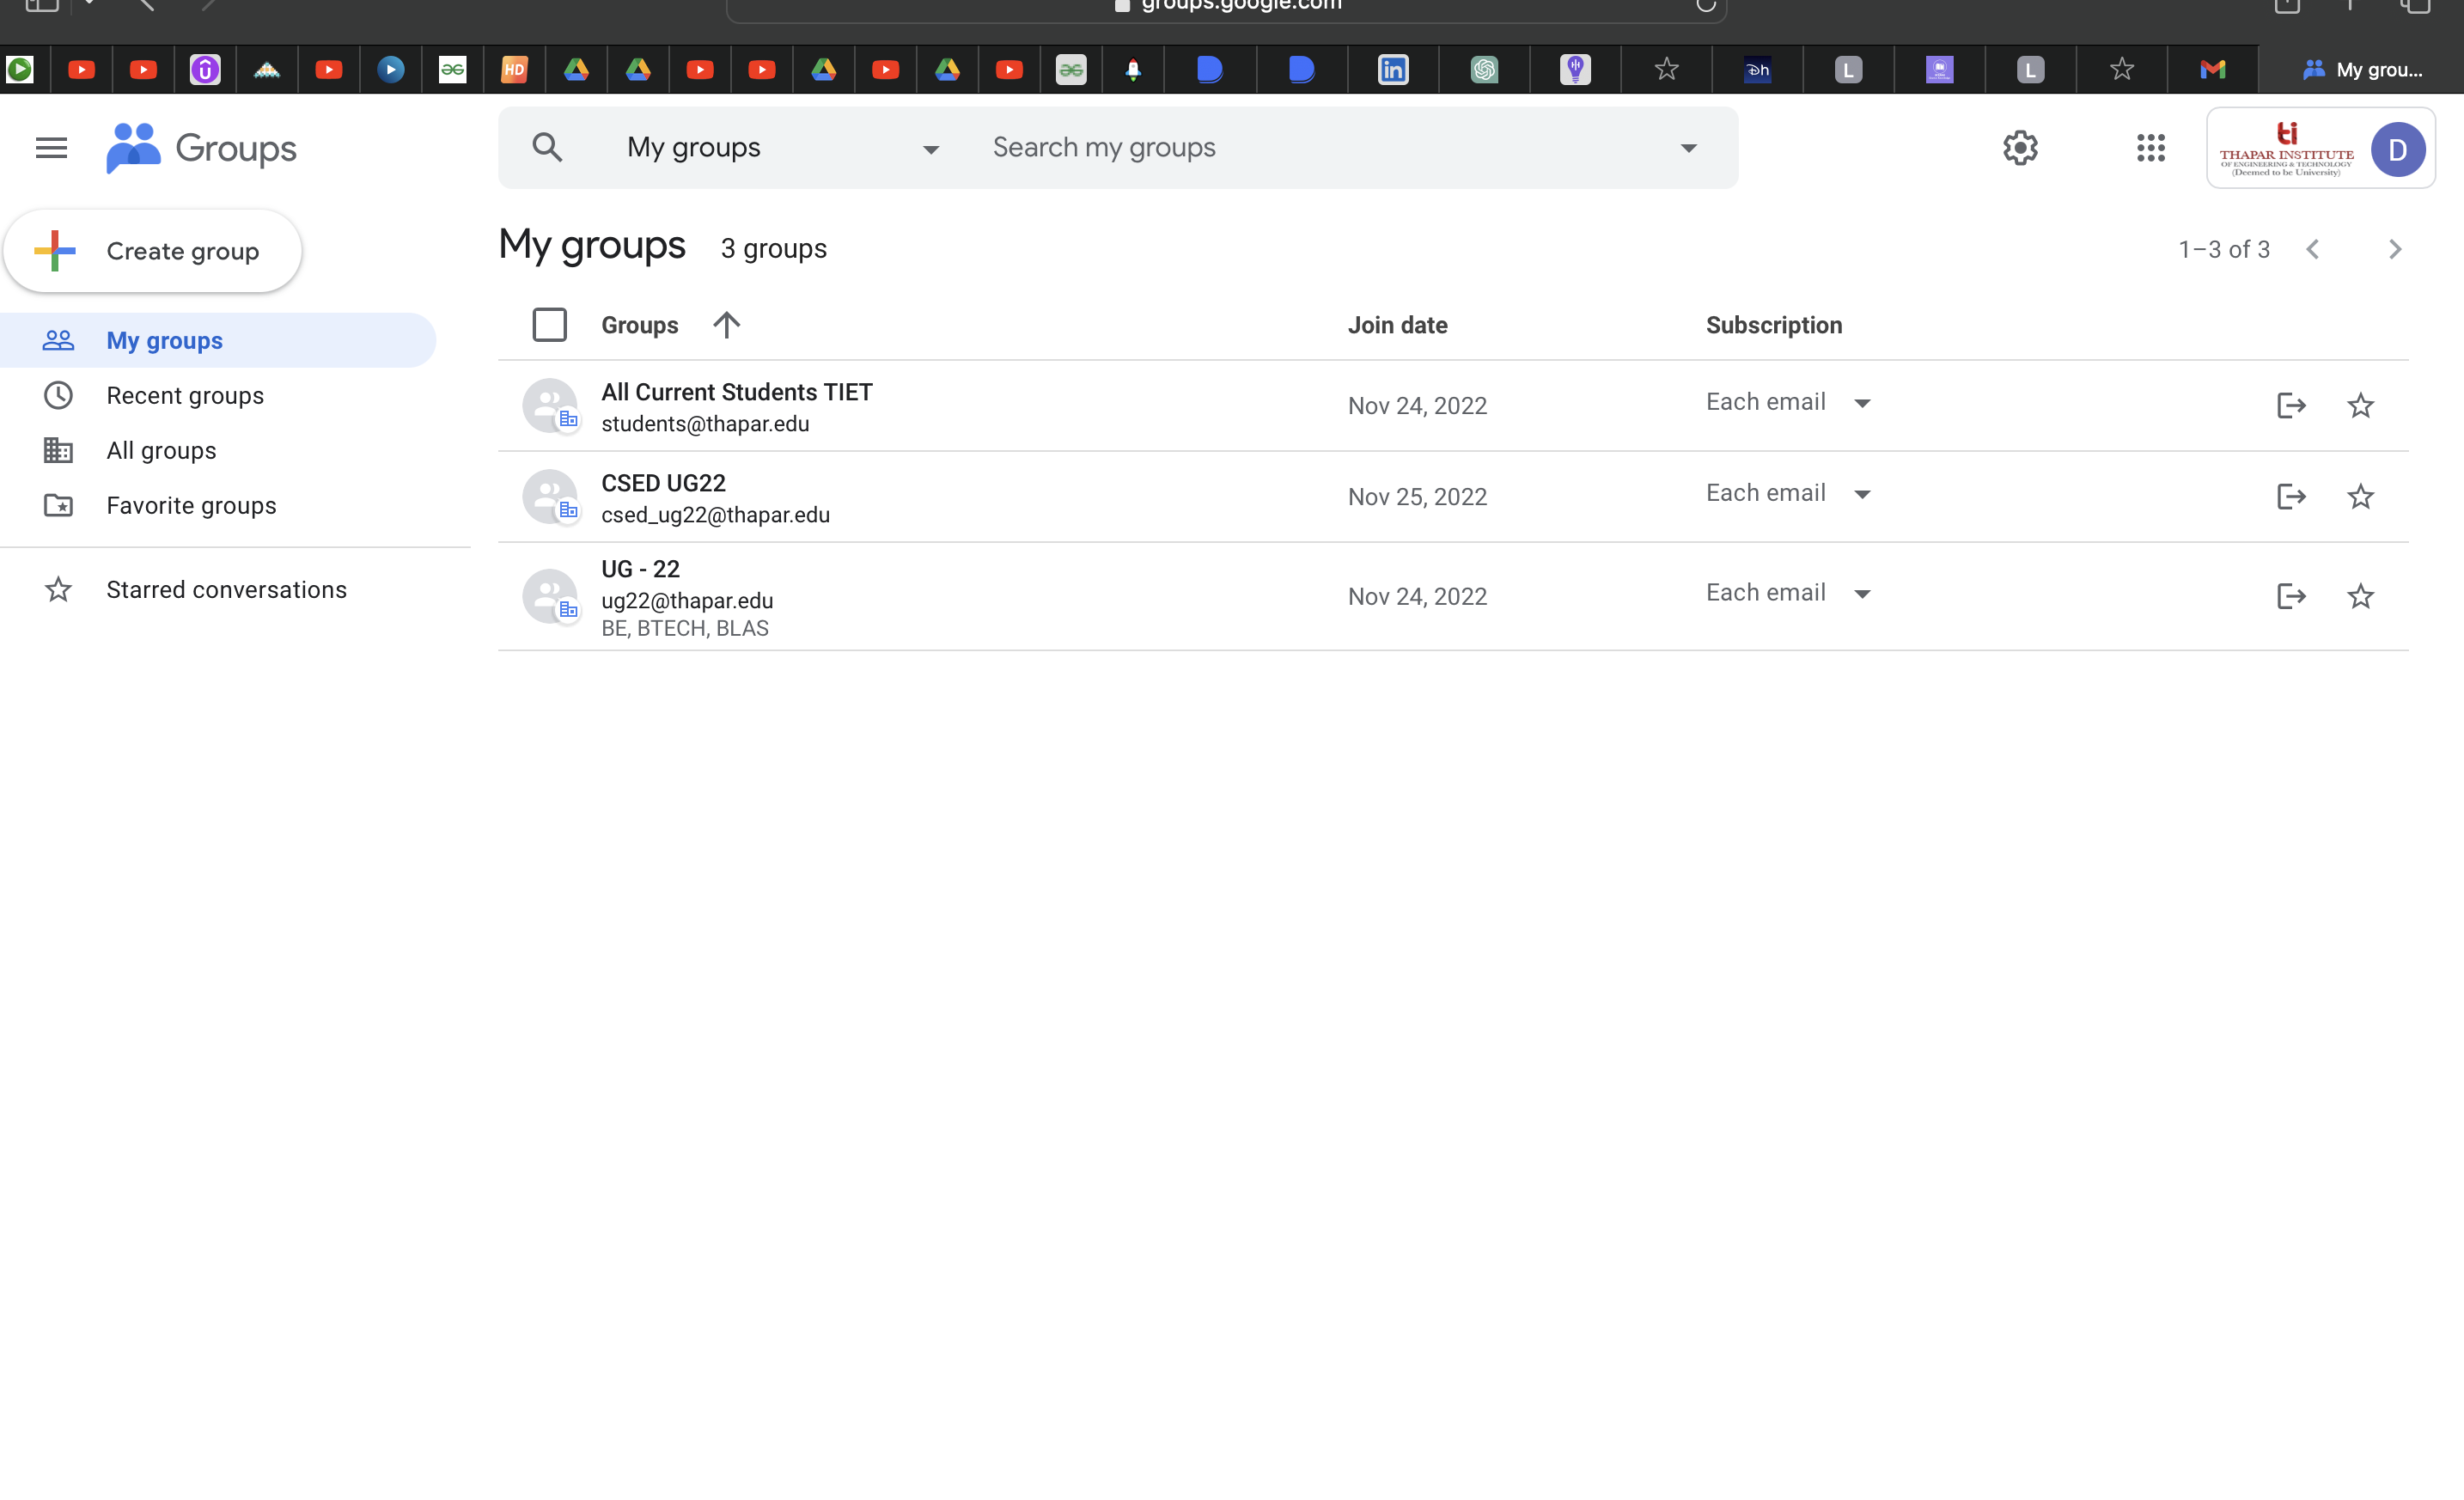 groups.google.com
HD
in
Dh
L
L
My grou...
Groups
My groups
Search my groups
ti
THAPAR INSTITUTE
OF ENGINEERING & TECHNOLOGY
(Deemed to be University)
D
Create group
My groups
3 groups
1–3 of 3
Groups
Join date
Subscription
My groups
Recent groups
All groups
Favorite groups
Starred conversations
All Current Students TIET
students@thapar.edu
Nov 24, 2022
Each email
CSED UG22
csed_ug22@thapar.edu
Nov 25, 2022
Each email
UG - 22
ug22@thapar.edu
BE, BTECH, BLAS
Nov 24, 2022
Each email